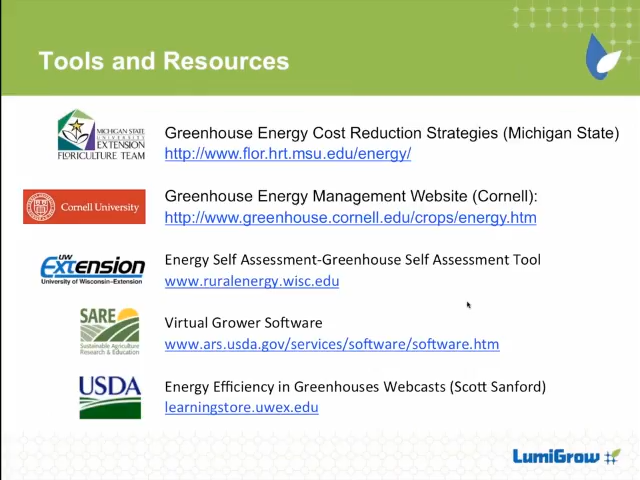 Tools and Resources
MICHIGAN STATE
UNIVERSITY
EXTENSION
FLORICULTURE TEAM
Greenhouse Energy Cost Reduction Strategies (Michigan State)
http://www.flor.hrt.msu.edu/energy/
Cornell University
Greenhouse Energy Management Website (Cornell):
http://www.greenhouse.cornell.edu/crops/energy.htm
UW
Extension
University of Wisconsin-Extension
Energy Self Assessment-Greenhouse Self Assessment Tool
www.ruralenergy.wisc.edu
SARE
Sustainable Agriculture
Research & Education
Virtual Grower Software
www.ars.usda.gov/services/software/software.htm
USDA
Energy Efficiency in Greenhouses Webcasts (Scott Sanford)
learningstore.uwex.edu
LumiGrow